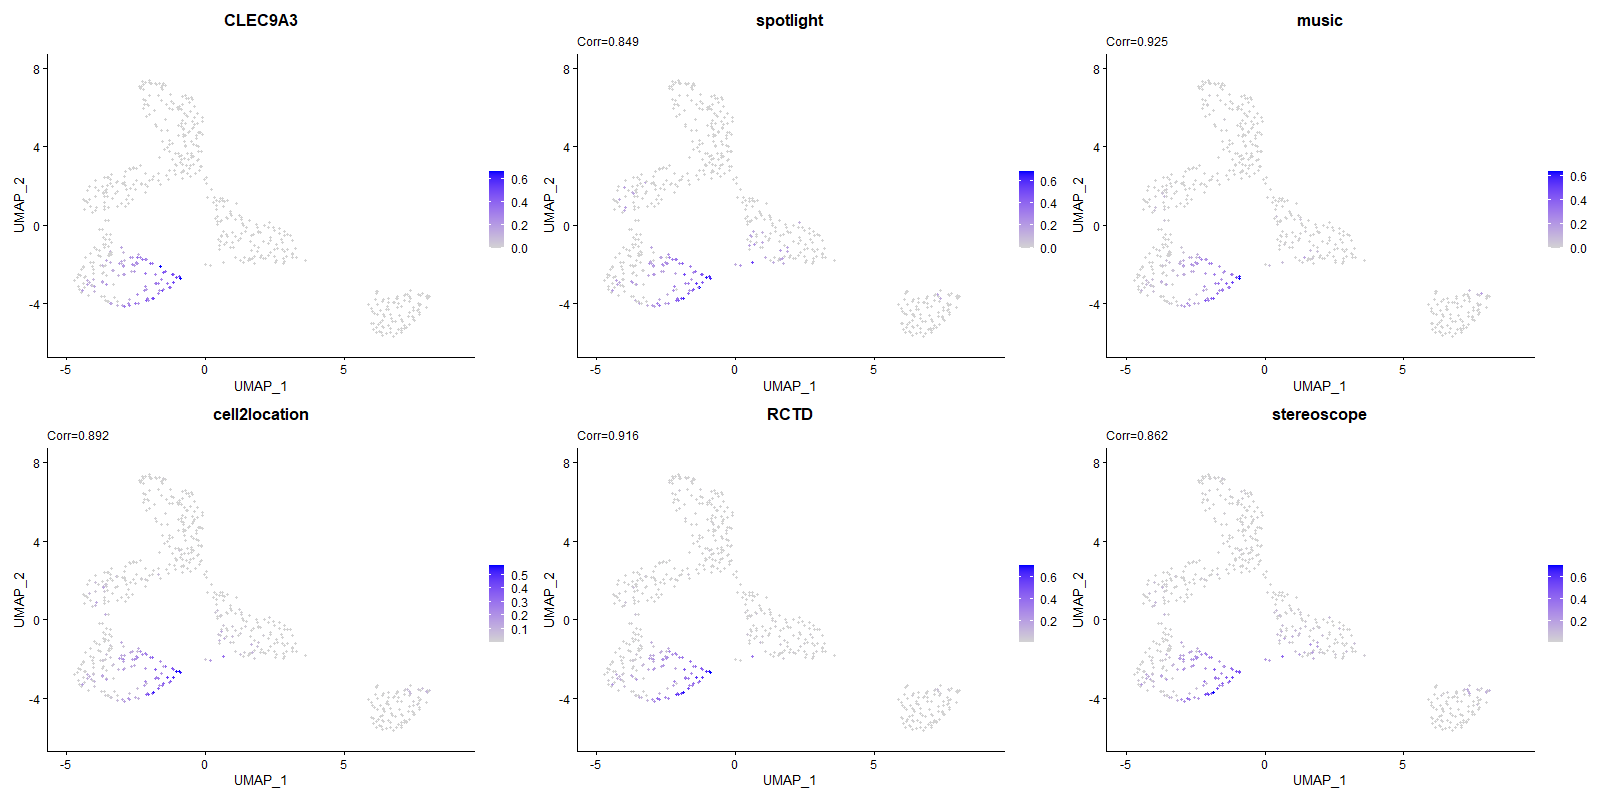 CLEC9A3
8
4
0
-4
-5
0
5
UMAP_2
UMAP_1
0.6
0.4
0.2
0.0
spotlight
Corr=0.849
8
4
0
-4
-5
0
5
UMAP_2
UMAP_1
0.6
0.4
0.2
0.0
music
Corr=0.925
8
4
0
-4
-5
0
5
UMAP_2
UMAP_1
0.6
0.4
0.2
0.0
cell2location
Corr=0.892
8
4
0
-4
-5
0
5
UMAP_2
UMAP_1
0.5
0.4
0.3
0.2
0.1
RCTD
Corr=0.916
8
4
0
-4
-5
0
5
UMAP_2
UMAP_1
0.6
0.4
0.2
stereoscope
Corr=0.862
8
4
0
-4
-5
0
5
UMAP_2
UMAP_1
0.6
0.4
0.2